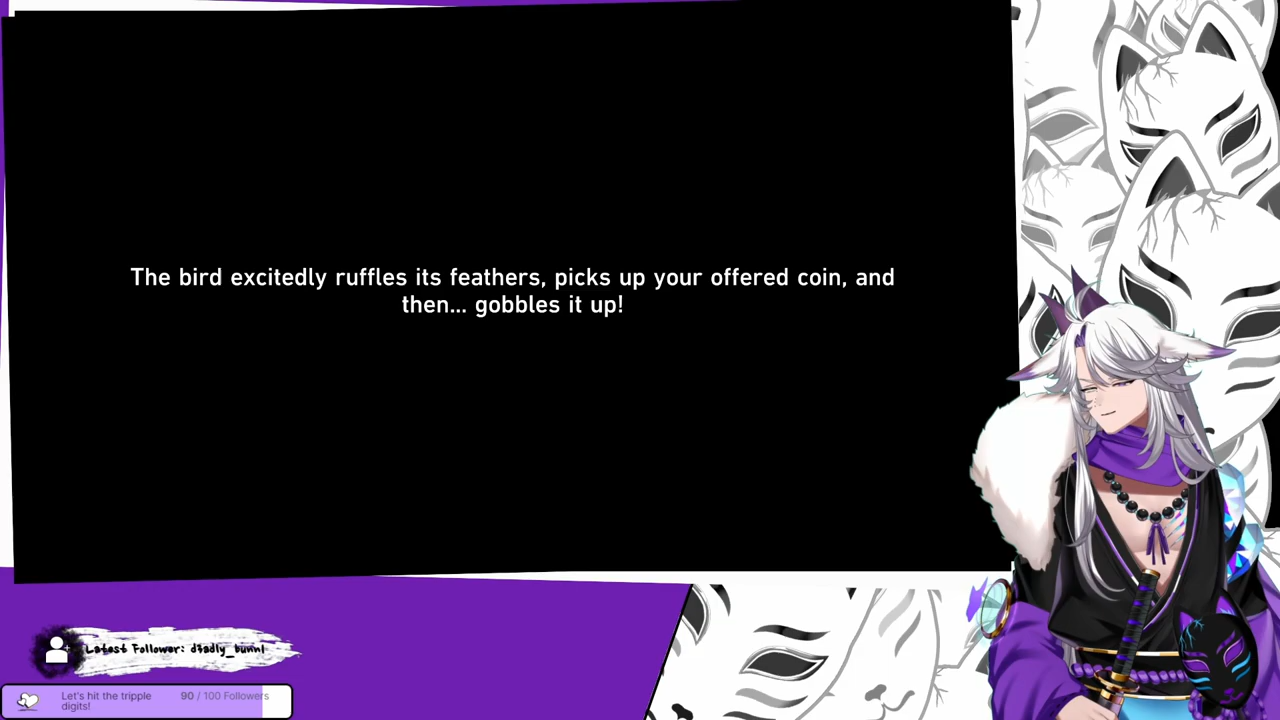 The bird excitedly ruffles its feathers, picks up your offered coin, and
then... gobbles it up!
Latest Follower: d3adly_bunn1
Let's hit the tripple
digits!
90 / 100 Followers